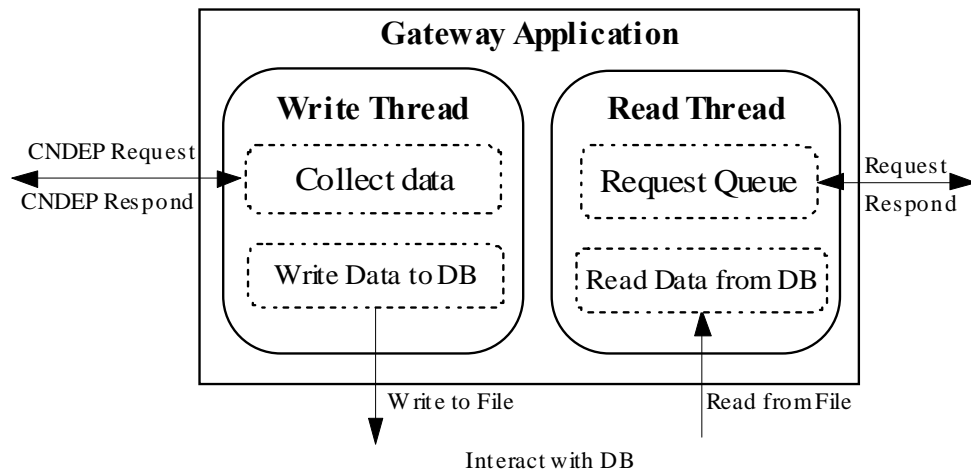 Gateway Application
Write Thread
Read Thread
CNDEP Request
CNDEP Respond
Collect data
Request Queue
Request
Respond
Write Data to DB
Read Data from DB
Write to File
Read from File
Interact with DB